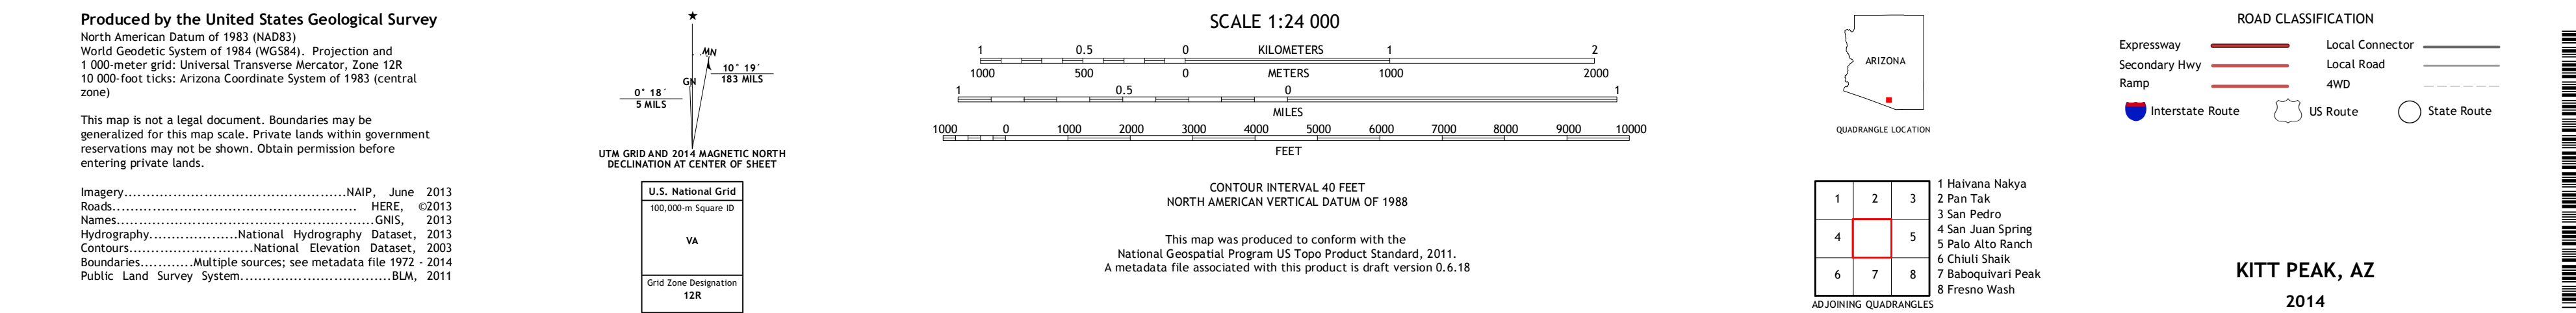 Produced by the United States Geological Survey
North American Datum of 1983 (NAD83)
World Geodetic System of 1984 (WGS84). Projection and
1 000-meter grid: Universal Transverse Mercator, Zone 12R
10 000-foot ticks: Arizona Coordinate System of 1983 (central
zone)
This map is not a legal document. Boundaries may be
generalized for this map scale. Private lands within government
reservations may not be shown. Obtain permission before
entering private lands.
Imagery..............................................NAIP, June 2013
Roads.................................................. HERE, ©2013
Names.....................................................GNIS, 2013
Hydrography..................National Hydrography Dataset, 2013
Contours.........................National Elevation Dataset, 2003
Boundaries...........Multiple sources; see metadata file 1972 - 2014
Public Land Survey System...............................BLM, 2011
MN
GN
10° 19´
183 MILS
0° 18´
5 MILS
UTM GRID AND 2014 MAGNETIC NORTH
DECLINATION AT CENTER OF SHEET
U.S. National Grid
100,000-m Square ID
VA
Grid Zone Designation
12R
SCALE 1:24 000
1 0.5 0 KILOMETERS 1 2
1000 500 0 METERS 1000 2000
1 0.5 0 1
MILES
1000 0 1000 2000 3000 4000 5000 6000 7000 8000 9000 10000
FEET
CONTOUR INTERVAL 40 FEET
NORTH AMERICAN VERTICAL DATUM OF 1988
This map was produced to conform with the
National Geospatial Program US Topo Product Standard, 2011.
A metadata file associated with this product is draft version 0.6.18
ARIZONA
QUADRANGLE LOCATION
1 2 3
4 5
6 7 8
ADJOINING QUADRANGLES
1 Haivana Nakya
2 Pan Tak
3 San Pedro
4 San Juan Spring
5 Palo Alto Ranch
6 Chiuli Shaik
7 Baboquivari Peak
8 Fresno Wash
ROAD CLASSIFICATION
Expressway Local Connector
Secondary Hwy Local Road
Ramp 4WD
Interstate Route US Route State Route
KITT PEAK, AZ
2014